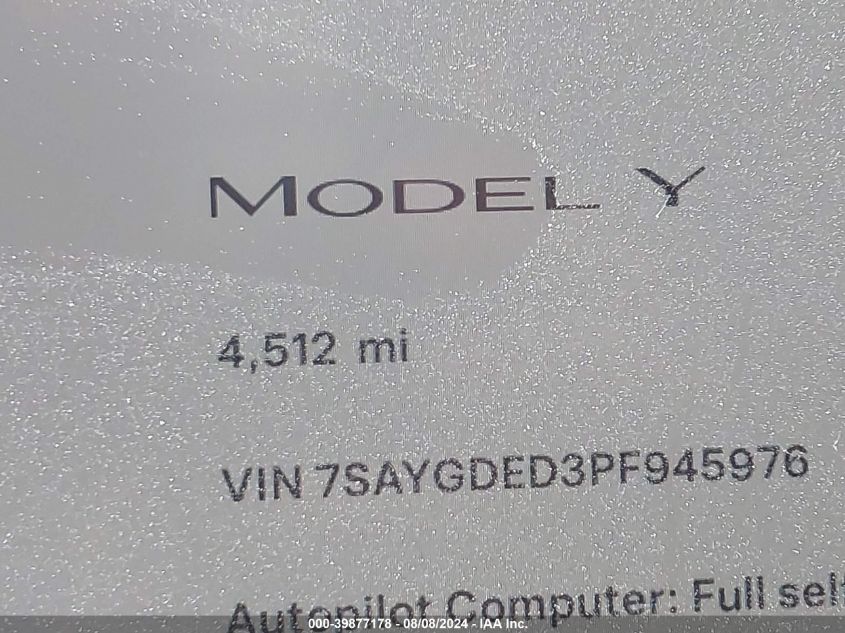 MODEL Y
4,512 mi
VIN 7SAYGDED3PF945976
Autopilot Computer: Full self
000-39877178 - 08/08/2024 - IAA Inc.